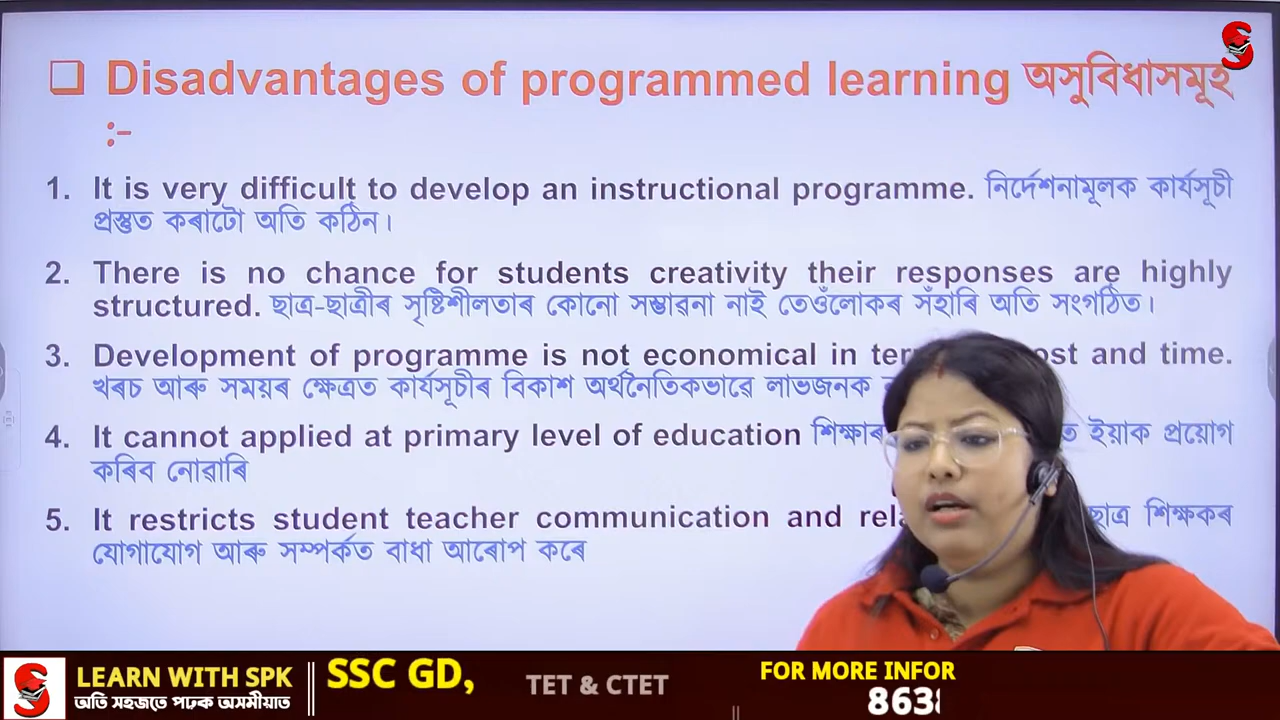 ❑ Disadvantages of programmed learning অসুবিধাসমূহ
:-
1. It is very difficult to develop an instructional programme. নিৰ্দেশনামূলক কাৰ্যসূচী
প্ৰস্তুত কৰাটো অতি কঠিন।
2. There is no chance for students creativity their responses are highly
structured. ছাত্ৰ-ছাত্ৰীৰ সৃষ্টিশীলতাৰ কোনো সম্ভাৱনা নাই তেওঁলোকৰ সঁহাৰি অতি সংগঠিত।
3. Development of programme is not economical in and time.
খৰচ আৰু সময়ৰ ক্ষেত্ৰত কাৰ্যসূচীৰ বিকাশ অৰ্থনৈতিকভাৱে লাভজনক
4. It cannot applied at primary level of education ইয়াক প্ৰয়োগ
কৰিব নোৱাৰি
5. It restricts student teacher communication and ছাত্ৰ শিক্ষকৰ
যোগাযোগ আৰু সম্পৰ্কত বাধা আৰোপ কৰে
LEARN WITH SPK
অতি সহজতে পঢ়ক অসমীয়াত
SSC GD,
TET & CTET
FOR MORE INFOR
863